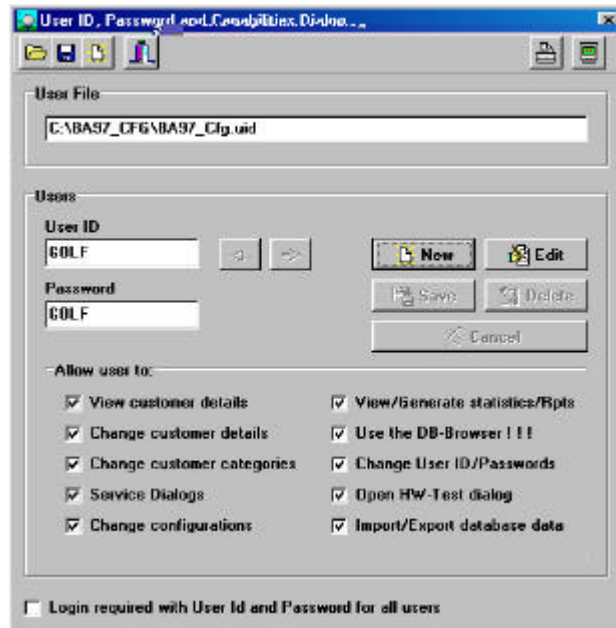 User ID, Password and Capabilities Dialog...
User File
C:\BA97_CFG\BA97_Cfg.uid
Users
User ID
GOLF
New
Edit
Password
GOLF
Save
Delete
Cancel
Allow user to:
View customer details
View/Generate statistics/Rpts
Change customer details
Use the DB-Browser ! ! !
Change customer categories
Change User ID/Passwords
Service Dialogs
Open HW-Test dialog
Change configurations
Import/Export database data
Login required with User Id and Password for all users